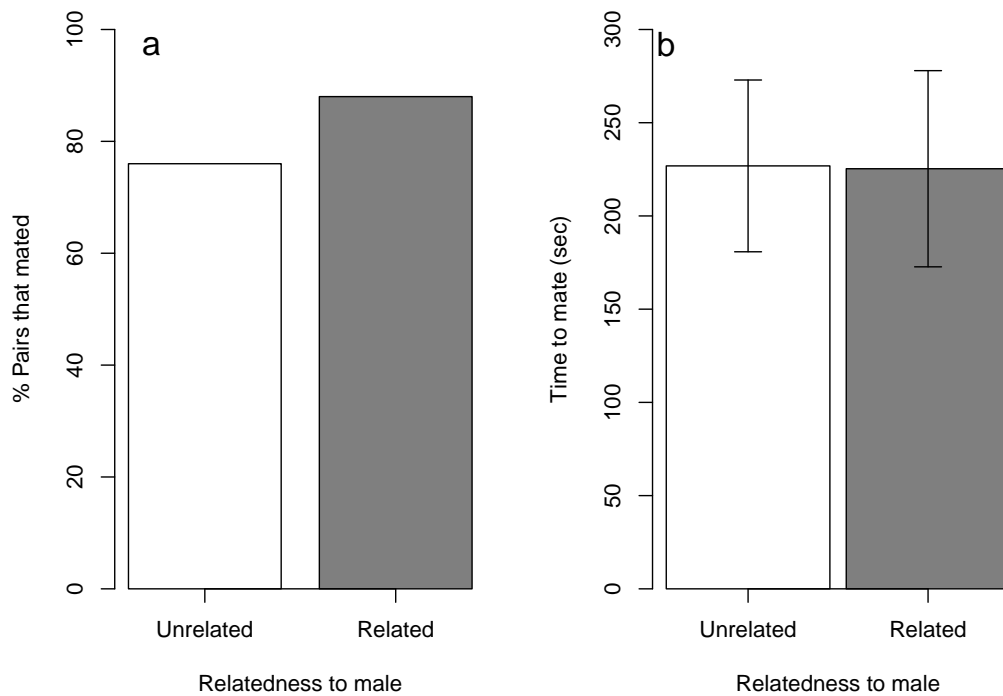 a
% Pairs that mated
100
80
60
40
20
0
Unrelated
Related
Relatedness to male
b
Time to mate (sec)
300
250
200
150
100
50
0
Unrelated
Related
Relatedness to male